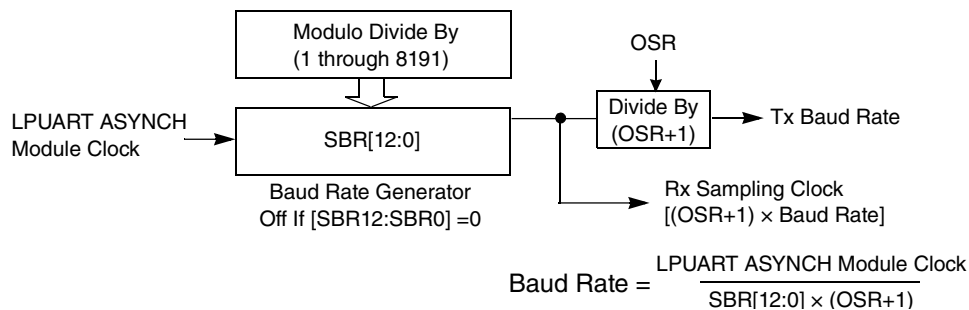 Modulo Divide By
(1 through 8191)
OSR
LPUART ASYNCH
Module Clock
SBR[12:0]
Divide By
(OSR+1)
Tx Baud Rate
Baud Rate Generator
Off If [SBR12:SBR0] =0
Rx Sampling Clock
[(OSR+1) × Baud Rate]
Baud Rate =
LPUART ASYNCH Module Clock
SBR[12:0] × (OSR+1)